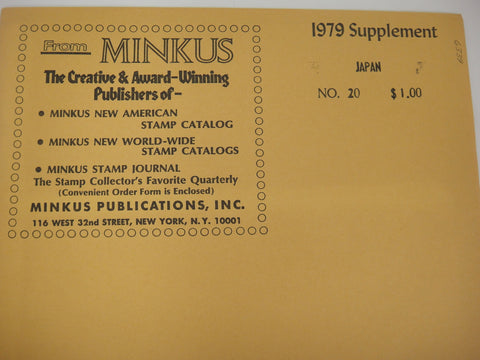 From MINKUS
The Creative & Award-Winning
Publishers of-
• MINKUS NEW AMERICAN
STAMP CATALOG
• MINKUS NEW WORLD-WIDE
STAMP CATALOGS
• MINKUS STAMP JOURNAL
The Stamp Collector's Favorite Quarterly
(Convenient Order Form is Enclosed)
MINKUS PUBLICATIONS, INC.
116 WEST 32nd STREET, NEW YORK, N.Y. 10001
1979 Supplement
JAPAN
NO. 20 $1.00